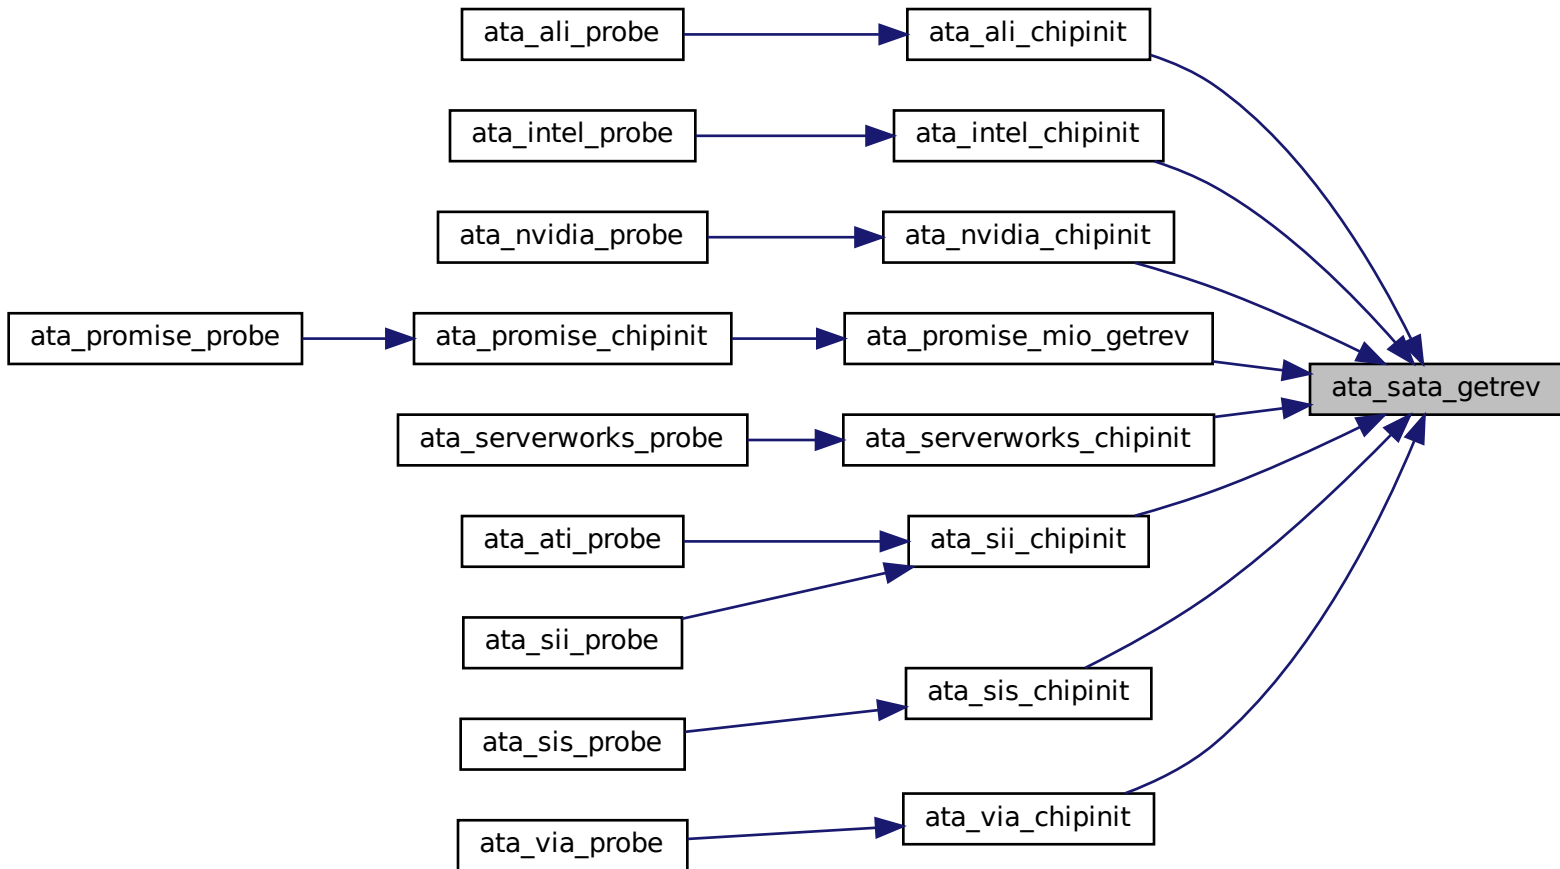 ata_ali_probe
ata_ali_chipinit
ata_intel_probe
ata_intel_chipinit
ata_nvidia_probe
ata_nvidia_chipinit
ata_promise_probe
ata_promise_chipinit
ata_promise_mio_getrev
ata_sata_getrev
ata_serverworks_probe
ata_serverworks_chipinit
ata_ati_probe
ata_sii_chipinit
ata_sii_probe
ata_sis_chipinit
ata_sis_probe
ata_via_chipinit
ata_via_probe